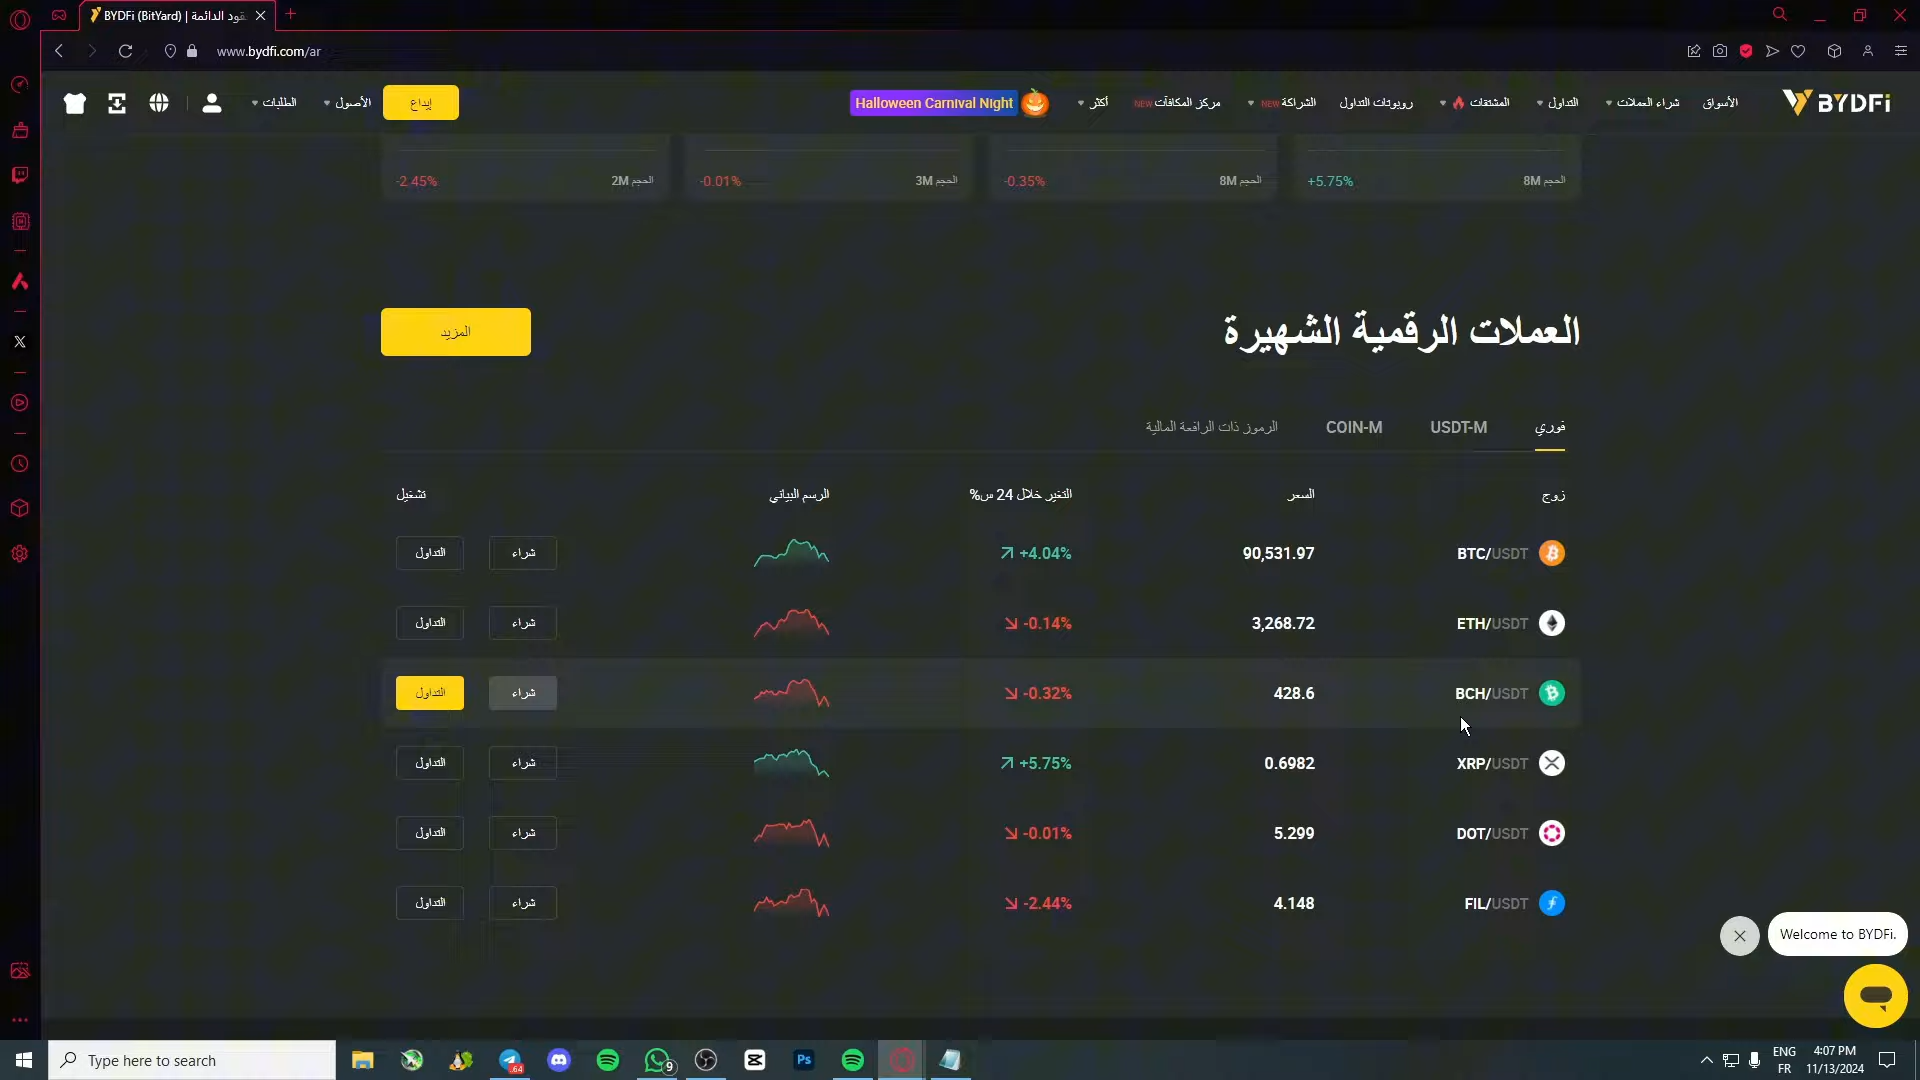 BYDFi (BitYard) | عقود الدائمة
www.bydfi.com/ar
BYDFi
الأسواق
شراء العملات
التداول
المشتقات
روبوتات التداول
الشراكة NEW
مركز المكافآت NEW
أكثر
Halloween Carnival Night
إيداع
الأصول
الطلبات
الحجم 8M +5.75%
الحجم 8M -0.35%
الحجم 3M -0.01%
الحجم 2M -2.45%
العملات الرقمية الشهيرة
المزيد
فوري USDT-M COIN-M الرموز ذات الرافعة المالية
زوج السعر التغير خلال 24 س% الرسم البياني تشغيل
BTC/USDT 90,531.97 +4.04% شراء التداول
ETH/USDT 3,268.72 -0.14% شراء التداول
BCH/USDT 428.6 -0.32% شراء التداول
XRP/USDT 0.6982 +5.75% شراء التداول
DOT/USDT 5.299 -0.01% شراء التداول
FIL/USDT 4.148 -2.44% شراء التداول
Welcome to BYDFi.
Type here to search
64
9
Ps
ENG
FR
4:07 PM
11/13/2024